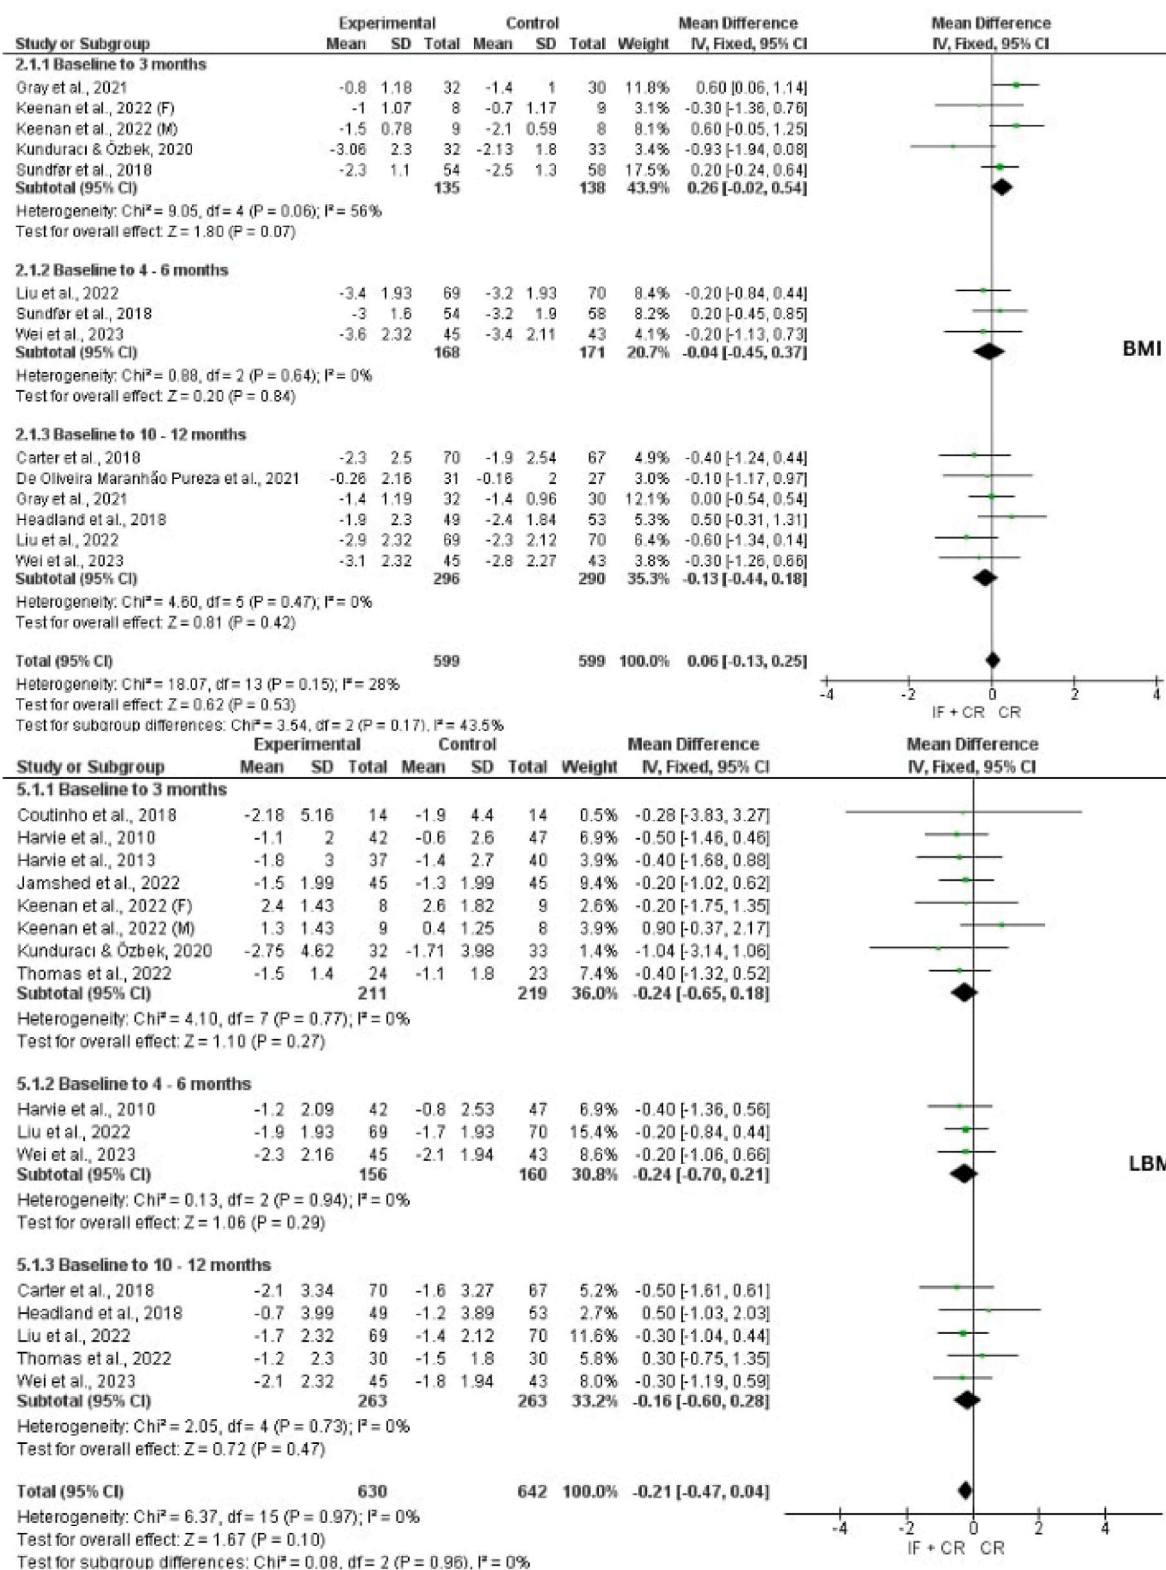 Experimental Control Mean Difference Mean Difference
Study or Subgroup Mean SD Total Mean SD Total Weight IV, Fixed, 95% CI IV, Fixed, 95% CI
2.1.1 Baseline to 3 months
Gray et al., 2021 -0.8 1.18 32 -1.4 1 30 11.8% 0.60 [0.06, 1.14]
Keenan et al., 2022 (F) -1 1.07 8 -0.7 1.17 9 3.1% -0.30 [-1.36, 0.76]
Keenan et al., 2022 (M) -1.5 0.78 9 -2.1 0.59 8 8.1% 0.60 [-0.05, 1.25]
Kunduracı & Özbek, 2020 -3.06 2.3 32 -2.13 1.8 33 3.4% -0.93 [-1.94, 0.08]
Sundfør et al., 2018 -2.3 1.1 54 -2.5 1.3 58 17.5% 0.20 [-0.24, 0.64]
Subtotal (95% CI) 135 138 43.9% 0.26 [-0.02, 0.54]
Heterogeneity: Chi² = 9.05, df = 4 (P = 0.06); I² = 56%
Test for overall effect: Z = 1.80 (P = 0.07)
2.1.2 Baseline to 4 - 6 months
Liu et al., 2022 -3.4 1.93 69 -3.2 1.93 70 8.4% -0.20 [-0.84, 0.44]
Sundfør et al., 2018 -3 1.6 54 -3.2 1.9 58 8.2% 0.20 [-0.45, 0.85]
Wei et al., 2023 -3.6 2.32 45 -3.4 2.11 43 4.1% -0.20 [-1.13, 0.73]
Subtotal (95% CI) 168 171 20.7% -0.04 [-0.45, 0.37]
BMI
Heterogeneity: Chi² = 0.88, df = 2 (P = 0.64); I² = 0%
Test for overall effect: Z = 0.20 (P = 0.84)
2.1.3 Baseline to 10 - 12 months
Carter et al., 2018 -2.3 2.5 70 -1.9 2.54 67 4.9% -0.40 [-1.24, 0.44]
De Oliveira Maranhão Pureza et al., 2021 -0.26 2.16 31 -0.16 2 27 3.0% -0.10 [-1.17, 0.97]
Gray et al., 2021 -1.4 1.19 32 -1.4 0.96 30 12.1% 0.00 [-0.54, 0.54]
Headland et al., 2018 -1.9 2.3 49 -2.4 1.84 53 5.3% 0.50 [-0.31, 1.31]
Liu et al., 2022 -2.9 2.32 69 -2.3 2.12 70 6.4% -0.60 [-1.34, 0.14]
Wei et al., 2023 -3.1 2.32 45 -2.8 2.27 43 3.8% -0.30 [-1.26, 0.66]
Subtotal (95% CI) 296 290 35.3% -0.13 [-0.44, 0.18]
Heterogeneity: Chi² = 4.60, df = 5 (P = 0.47); I² = 0%
Test for overall effect: Z = 0.81 (P = 0.42)
Total (95% CI) 599 599 100.0% 0.06 [-0.13, 0.25]
Heterogeneity: Chi² = 18.07, df = 13 (P = 0.15); I² = 28%
Test for overall effect: Z = 0.62 (P = 0.53)
Test for subgroup differences: Chi² = 3.54, df = 2 (P = 0.17), I² = 43.5%
-4 -2 0 2 4
IF + CR CR
Experimental Control Mean Difference Mean Difference
Study or Subgroup Mean SD Total Mean SD Total Weight IV, Fixed, 95% CI IV, Fixed, 95% CI
5.1.1 Baseline to 3 months
Coutinho et al., 2018 -2.18 5.16 14 -1.9 4.4 14 0.5% -0.28 [-3.83, 3.27]
Harvie et al., 2010 -1.1 2 42 -0.6 2.6 47 6.9% -0.50 [-1.46, 0.46]
Harvie et al., 2013 -1.8 3 37 -1.4 2.7 40 3.9% -0.40 [-1.68, 0.88]
Jamshed et al., 2022 -1.5 1.99 45 -1.3 1.99 45 9.4% -0.20 [-1.02, 0.62]
Keenan et al., 2022 (F) 2.4 1.43 8 2.6 1.82 9 2.6% -0.20 [-1.75, 1.35]
Keenan et al., 2022 (M) 1.3 1.43 9 0.4 1.25 8 3.9% 0.90 [-0.37, 2.17]
Kunduracı & Özbek, 2020 -2.75 4.62 32 -1.71 3.98 33 1.4% -1.04 [-3.14, 1.06]
Thomas et al., 2022 -1.5 1.4 24 -1.1 1.8 23 7.4% -0.40 [-1.32, 0.52]
Subtotal (95% CI) 211 219 36.0% -0.24 [-0.65, 0.18]
Heterogeneity: Chi² = 4.10, df = 7 (P = 0.77); I² = 0%
Test for overall effect: Z = 1.10 (P = 0.27)
5.1.2 Baseline to 4 - 6 months
Harvie et al., 2010 -1.2 2.09 42 -0.8 2.53 47 6.9% -0.40 [-1.36, 0.56]
Liu et al., 2022 -1.9 1.93 69 -1.7 1.93 70 15.4% -0.20 [-0.84, 0.44]
Wei et al., 2023 -2.3 2.16 45 -2.1 1.94 43 8.6% -0.20 [-1.06, 0.66]
Subtotal (95% CI) 156 160 30.8% -0.24 [-0.70, 0.21]
LBM
Heterogeneity: Chi² = 0.13, df = 2 (P = 0.94); I² = 0%
Test for overall effect: Z = 1.06 (P = 0.29)
5.1.3 Baseline to 10 - 12 months
Carter et al., 2018 -2.1 3.34 70 -1.6 3.27 67 5.2% -0.50 [-1.61, 0.61]
Headland et al., 2018 -0.7 3.99 49 -1.2 3.89 53 2.7% 0.50 [-1.03, 2.03]
Liu et al., 2022 -1.7 2.32 69 -1.4 2.12 70 11.6% -0.30 [-1.04, 0.44]
Thomas et al., 2022 -1.2 2.3 30 -1.5 1.8 30 5.8% 0.30 [-0.75, 1.35]
Wei et al., 2023 -2.1 2.32 45 -1.8 1.94 43 8.0% -0.30 [-1.19, 0.59]
Subtotal (95% CI) 263 263 33.2% -0.16 [-0.60, 0.28]
Heterogeneity: Chi² = 2.05, df = 4 (P = 0.73); I² = 0%
Test for overall effect: Z = 0.72 (P = 0.47)
Total (95% CI) 630 642 100.0% -0.21 [-0.47, 0.04]
Heterogeneity: Chi² = 6.37, df = 15 (P = 0.97); I² = 0%
Test for overall effect: Z = 1.67 (P = 0.10)
Test for subgroup differences: Chi² = 0.08, df = 2 (P = 0.96), I² = 0%
-4 -2 0 2 4
IF + CR CR